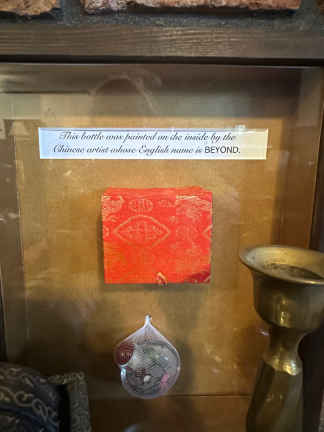 This bottle was painted on the inside by the
Chinese artist whose English name is BEYOND.